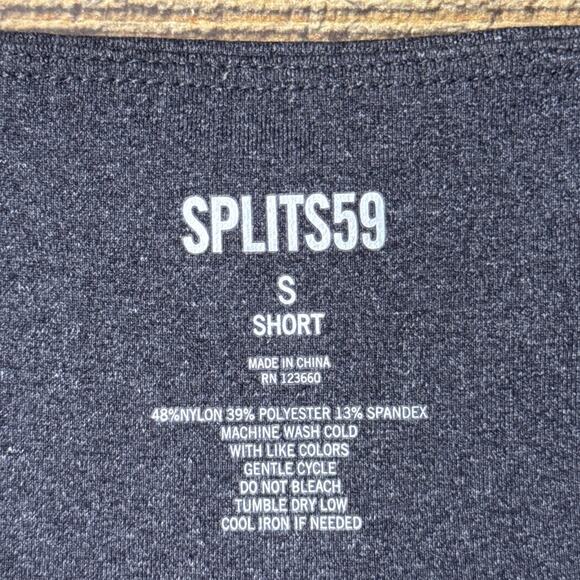 SPLITS59
S
SHORT
MADE IN CHINA
RN 123660
48%NYLON 39% POLYESTER 13% SPANDEX
MACHINE WASH COLD
WITH LIKE COLORS
GENTLE CYCLE
DO NOT BLEACH
TUMBLE DRY LOW
COOL IRON IF NEEDED